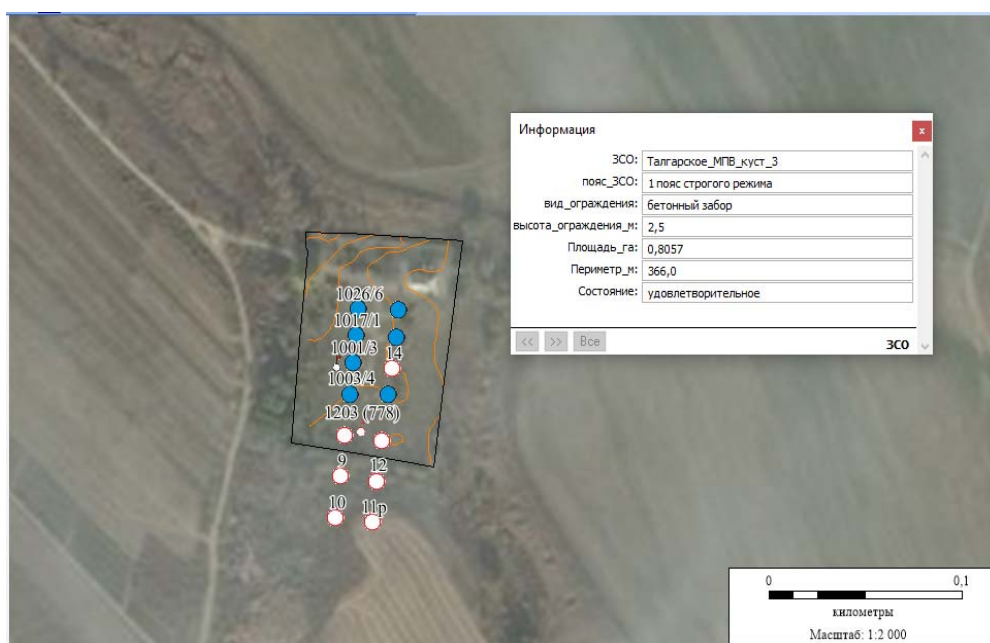 Информация
x
ЗСО: Талгарское_МПВ_куст_3
пояс_ЗСО: 1 пояс строгого режима
вид_ограждения: бетонный забор
высота_ограждения_м: 2,5
Площадь_га: 0,8057
Периметр_м: 366,0
Состояние: удовлетворительное
<< >> Все ЗСО
1026/6
1017/1
1001/3 14
1003/4
1203 (778)
9 12
10 11р
0 0,1
километры
Масштаб: 1:2 000